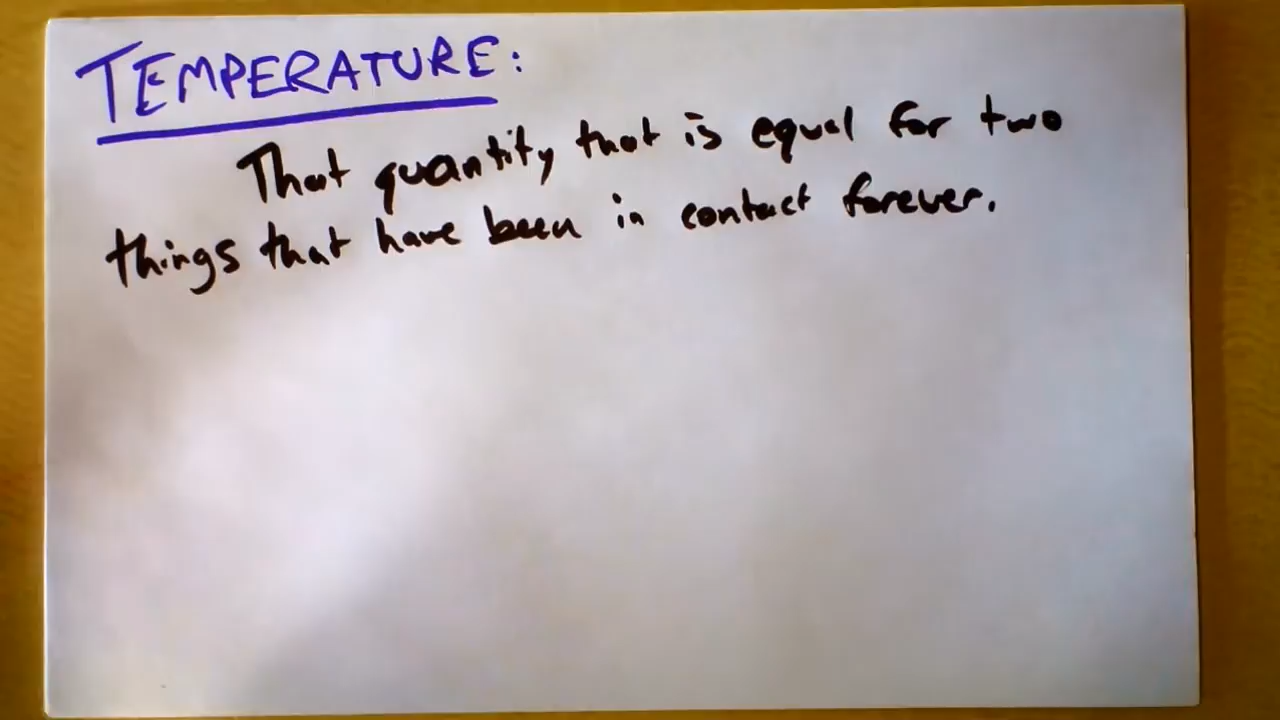 TEMPERATURE:
That quantity that is equal for two
things that have been in contact forever.